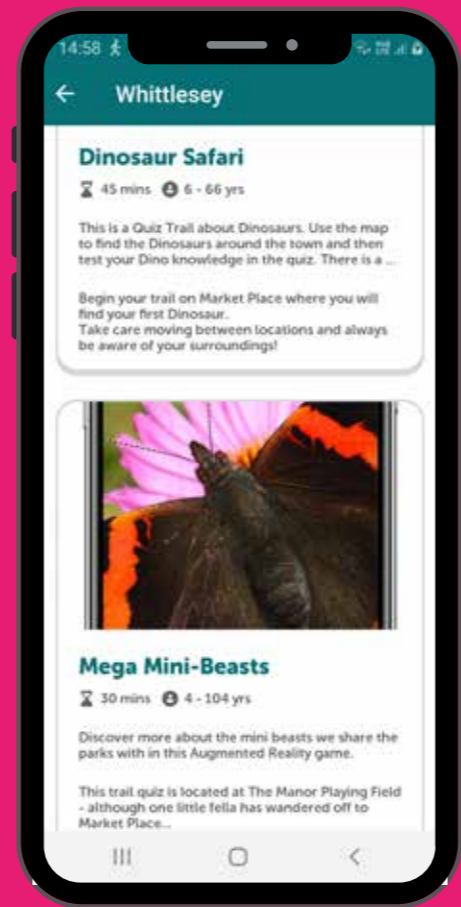 14:58
Whittlesey
Dinosaur Safari
45 mins 6 - 66 yrs
This is a Quiz Trail about Dinosaurs. Use the map
to find the Dinosaurs around the town and then
test your Dino knowledge in the quiz. There is a ...
Begin your trail on Market Place where you will
find your first Dinosaur.
Take care moving between locations and always
be aware of your surroundings!
Mega Mini-Beasts
30 mins 4 - 104 yrs
Discover more about the mini beasts we share the
parks with in this Augmented Reality game.
This trail quiz is located at The Manor Playing Field
- although one little fella has wandered off to
Market Place...